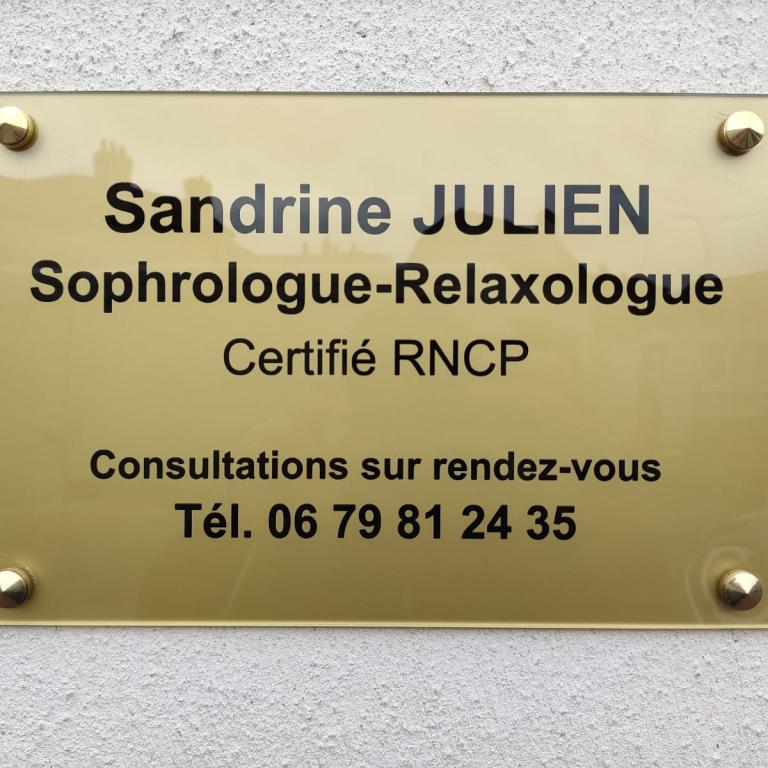 Sandrine JULIEN
Sophrologue-Relaxologue
Certifié RNCP
Consultations sur rendez-vous
Tél. 06 79 81 24 35